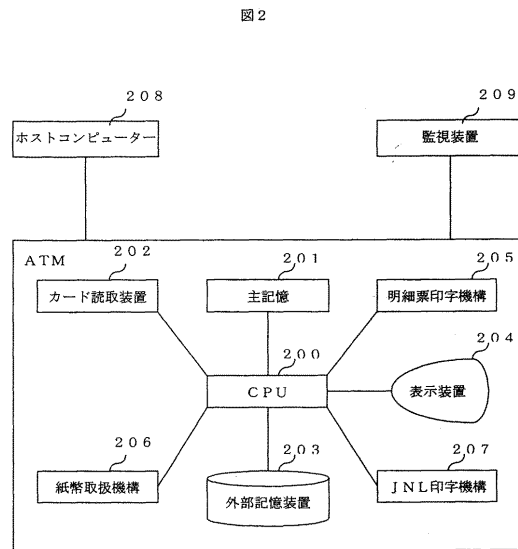 図2
208
ホストコンピューター
209
監視装置
ATM
202
カード読取装置
201
主記憶
205
明細票印字機構
200
CPU
204
表示装置
206
紙幣取扱機構
203
外部記憶装置
207
JNL印字機構